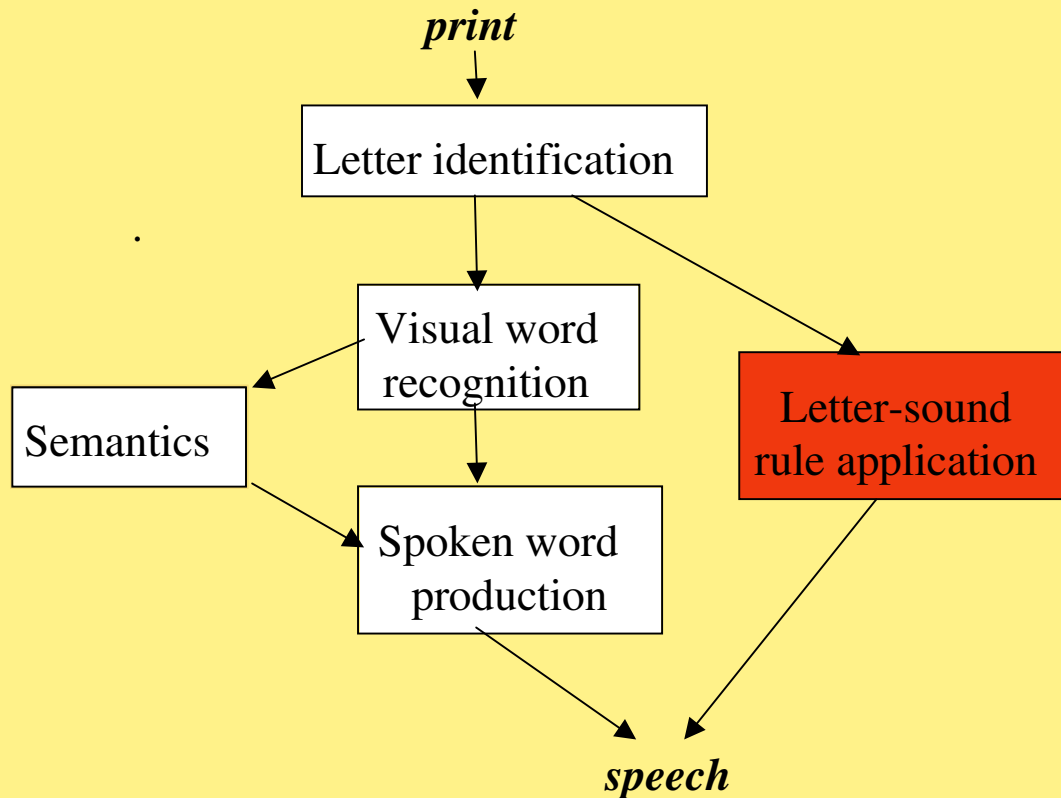 print
Letter identification
.
Visual word
recognition
Letter-sound
rule application
Semantics
Spoken word
production
speech